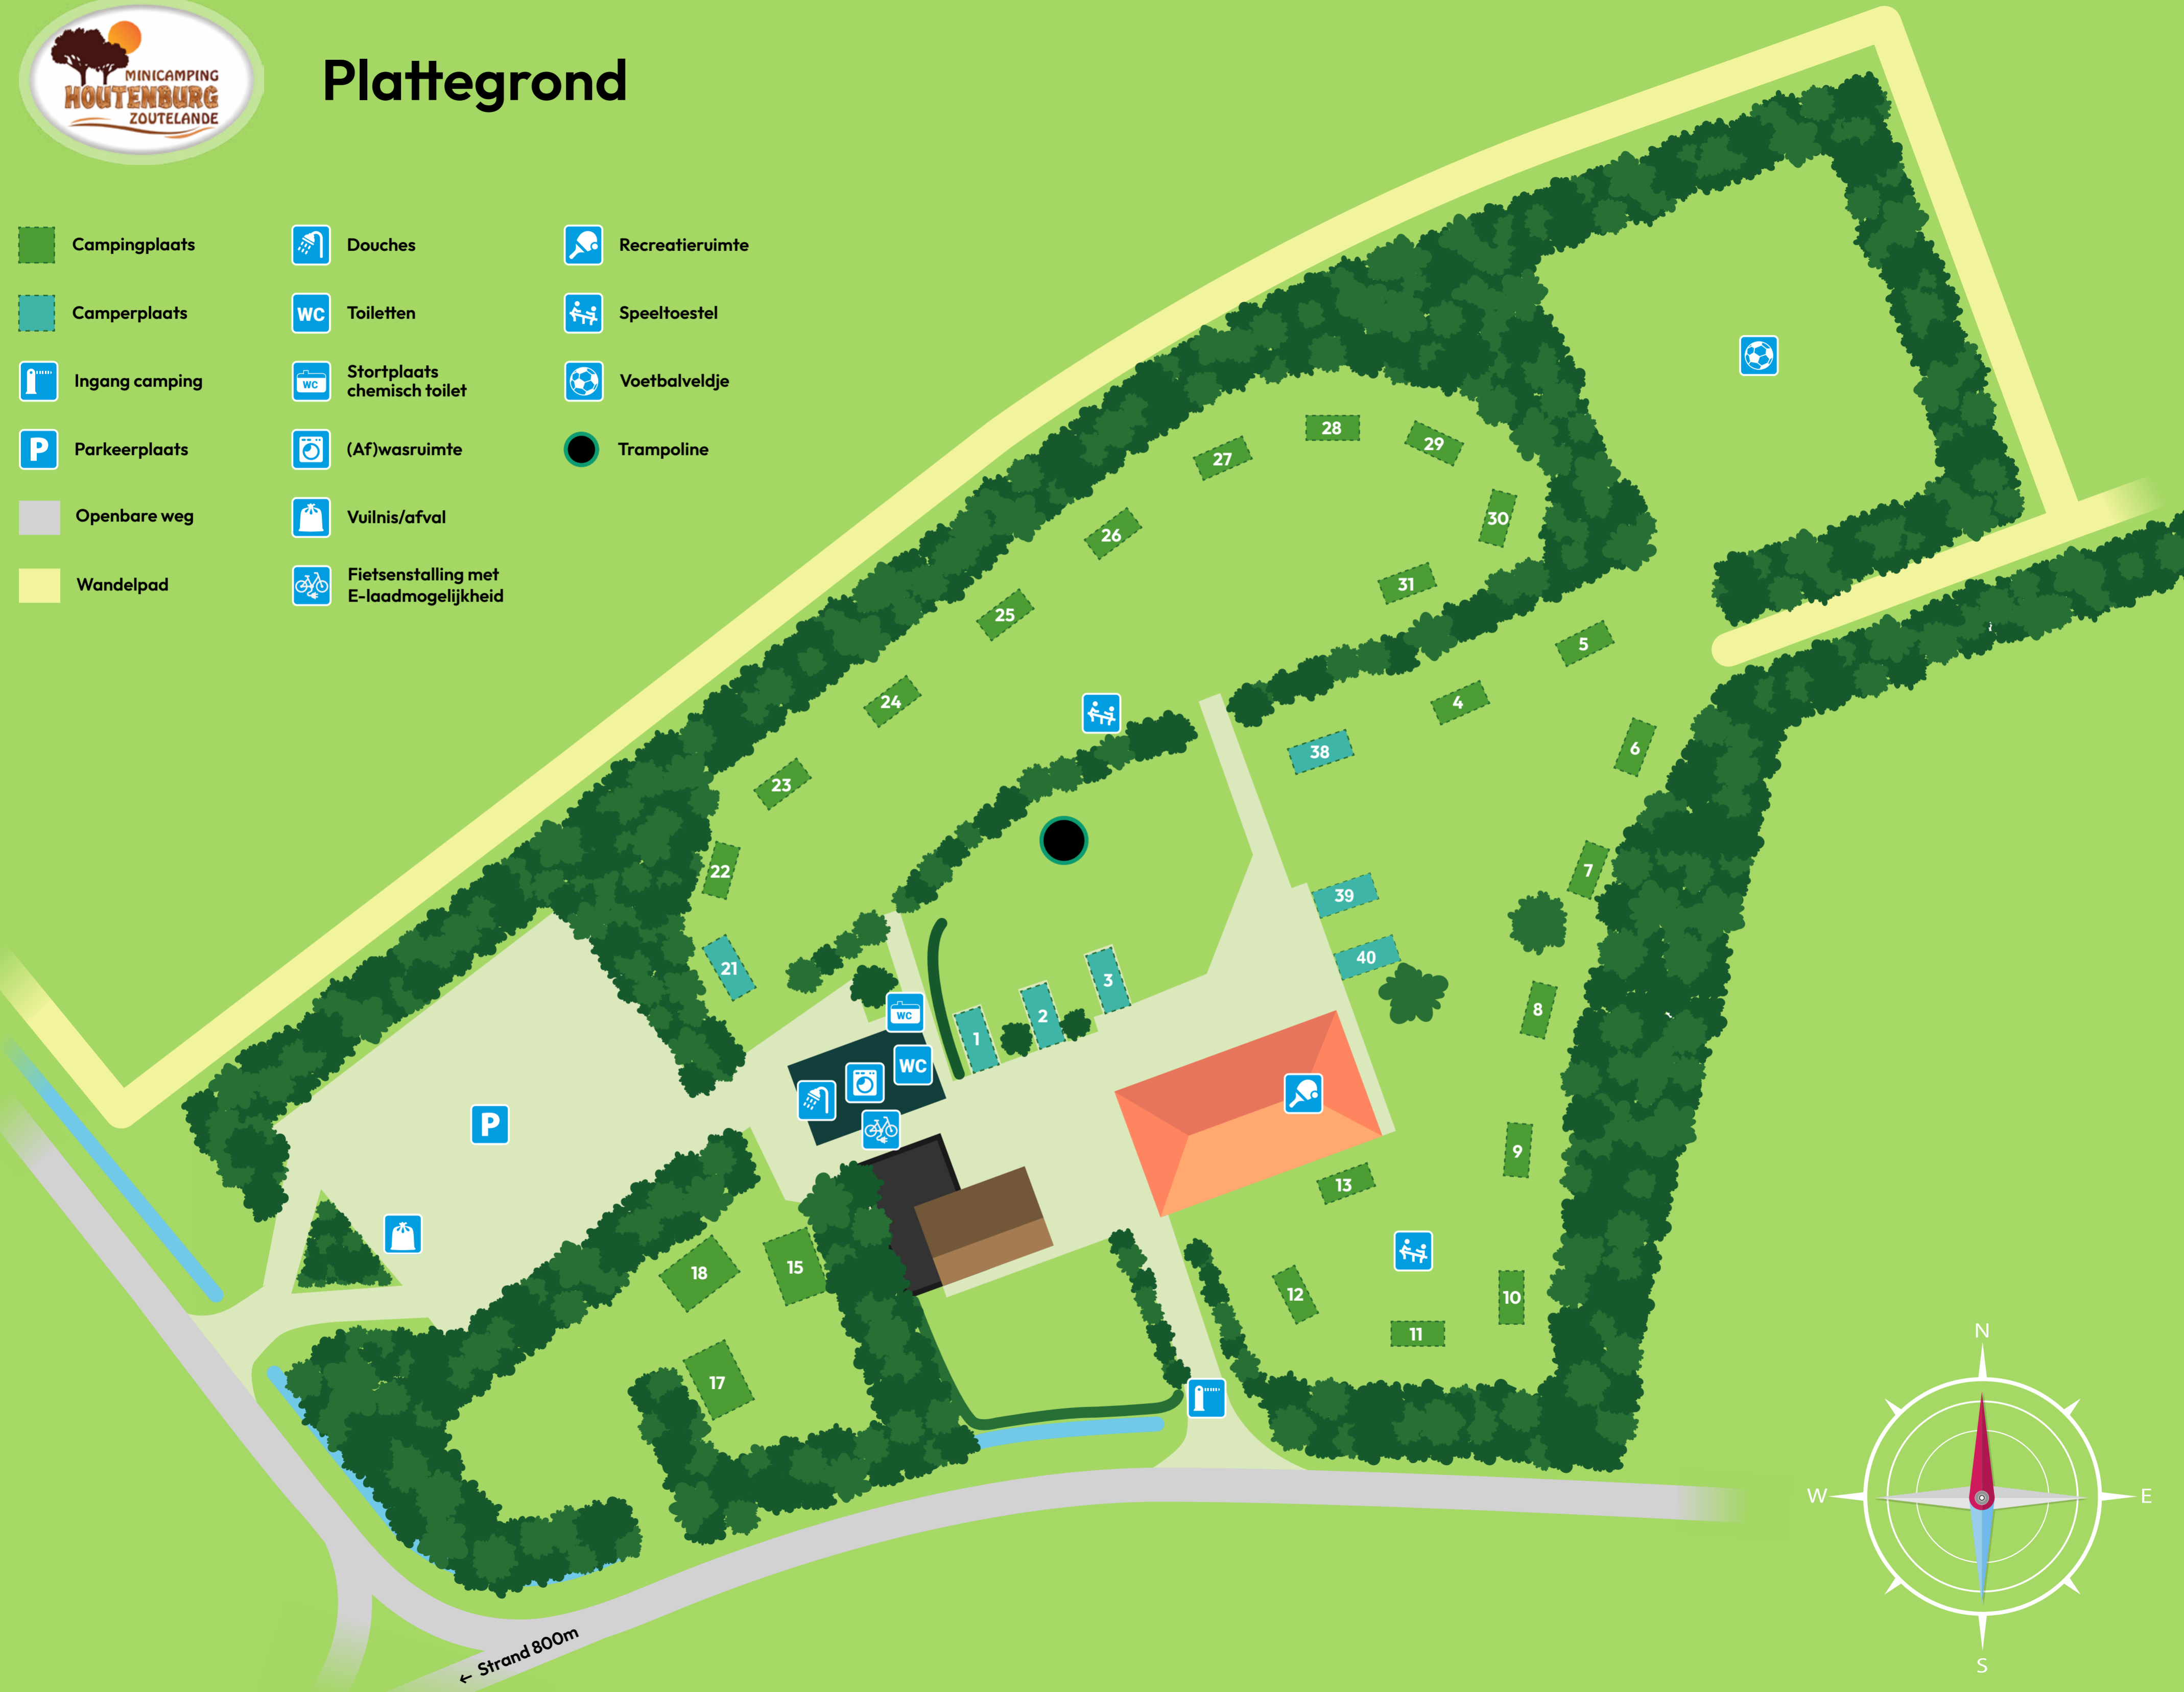 MINICAMPING
HOUTENBURG
ZOUTELANDE
Plattegrond
Campingplaats
Camperplaats
Ingang camping
P
Parkeerplaats
Openbare weg
Wandelpad
Douches
WC
Toiletten
WC
Stortplaats
chemisch toilet
(Af)wasruimte
Vuilnis/afval
Fietsenstalling met
E-laadmogelijkheid
Recreatieruimte
Speeltoestel
Voetbalveldje
Trampoline
28
29
27
30
26
31
25
5
4
24
38
6
23
22
7
39
21
40
3
WC
2
8
1
WC
P
9
13
18
15
12
10
11
17
N
W
E
S
← Strand 800m